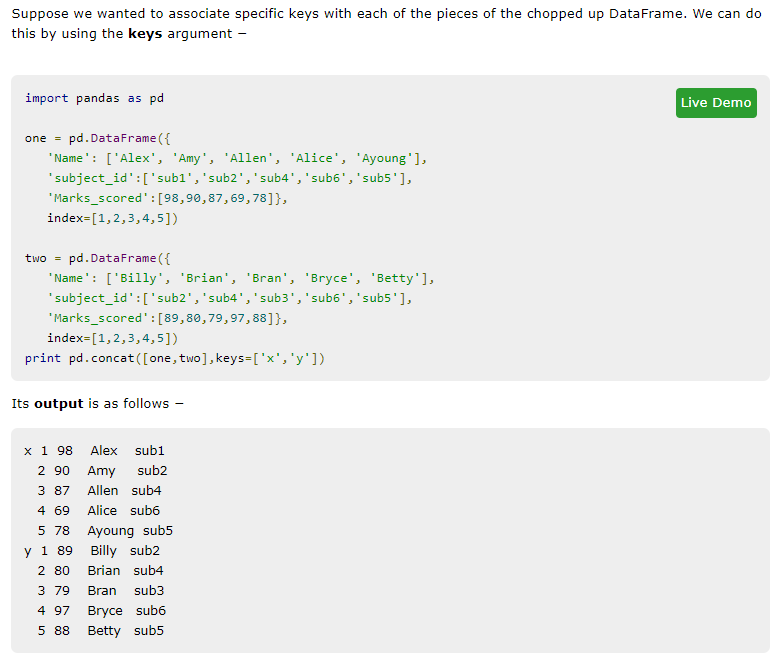 Suppose we wanted to associate specific keys with each of the pieces of the chopped up DataFrame. We can do
this by using the keys argument −
import pandas as pd
Live Demo
one = pd.DataFrame({
   'Name': ['Alex', 'Amy', 'Allen', 'Alice', 'Ayoung'],
   'subject_id':['sub1','sub2','sub4','sub6','sub5'],
   'Marks_scored':[98,90,87,69,78]},
   index=[1,2,3,4,5])
two = pd.DataFrame({
   'Name': ['Billy', 'Brian', 'Bran', 'Bryce', 'Betty'],
   'subject_id':['sub2','sub4','sub3','sub6','sub5'],
   'Marks_scored':[89,80,79,97,88]},
   index=[1,2,3,4,5])
print pd.concat([one,two],keys=['x','y'])
Its output is as follows −
x 1 98 Alex sub1
2 90 Amy sub2
3 87 Allen sub4
4 69 Alice sub6
5 78 Ayoung sub5
y 1 89 Billy sub2
2 80 Brian sub4
3 79 Bran sub3
4 97 Bryce sub6
5 88 Betty sub5